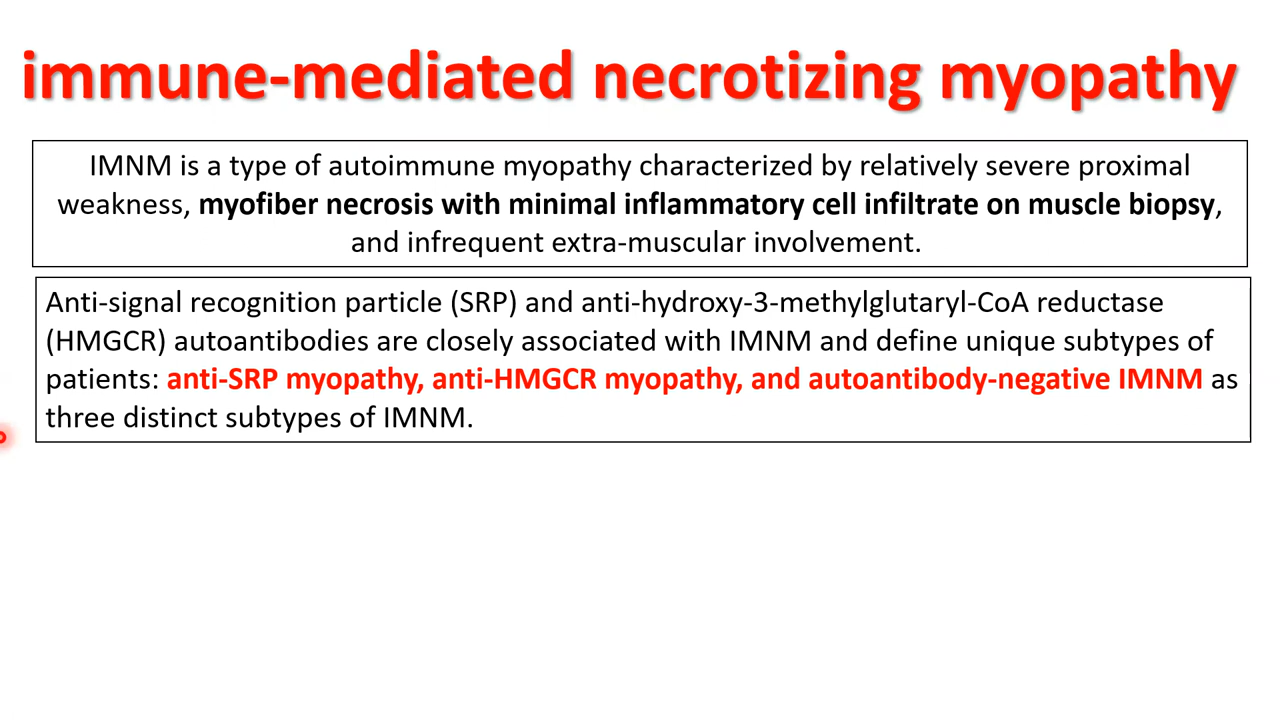 immune-mediated necrotizing myopathy
IMNM is a type of autoimmune myopathy characterized by relatively severe proximal
weakness, myofiber necrosis with minimal inflammatory cell infiltrate on muscle biopsy,
and infrequent extra-muscular involvement.
Anti-signal recognition particle (SRP) and anti-hydroxy-3-methylglutaryl-CoA reductase
(HMGCR) autoantibodies are closely associated with IMNM and define unique subtypes of
patients: anti-SRP myopathy, anti-HMGCR myopathy, and autoantibody-negative IMNM as
three distinct subtypes of IMNM.